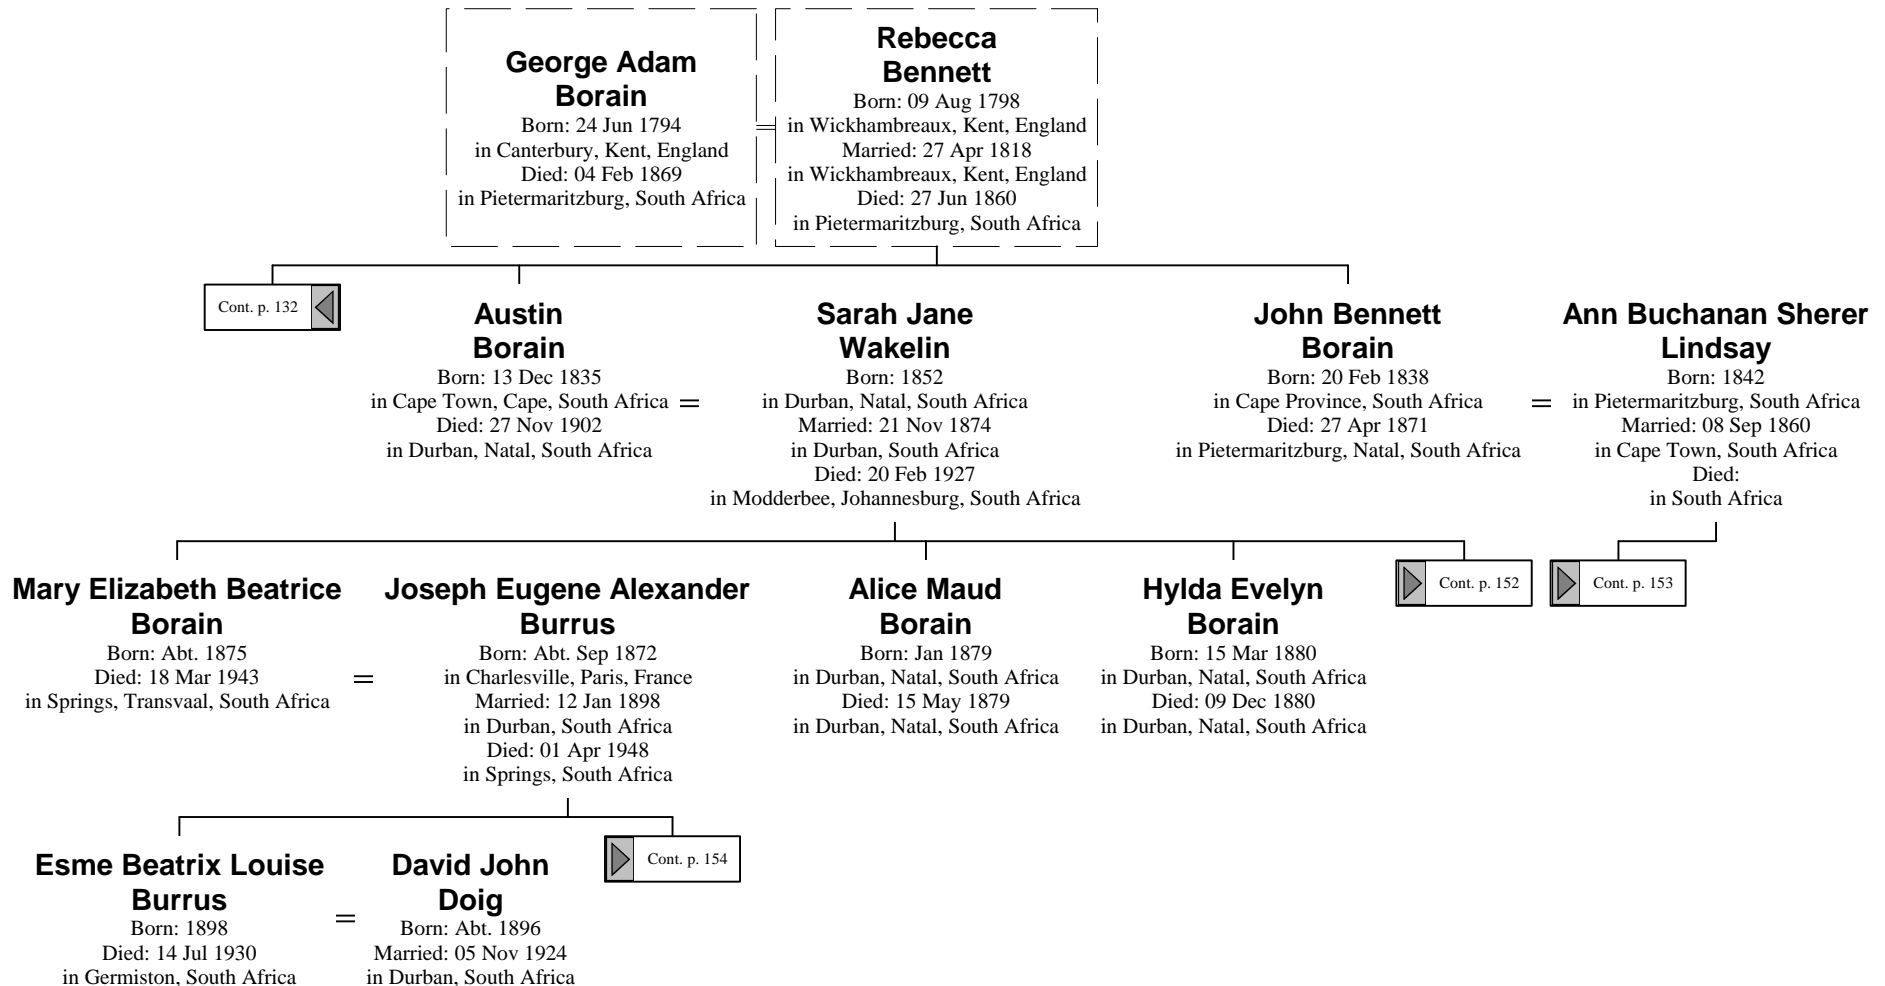 George Adam
Borain
Born: 24 Jun 1794
in Canterbury, Kent, England
Died: 04 Feb 1869
in Pietermaritzburg, South Africa
=
Rebecca
Bennett
Born: 09 Aug 1798
in Wickhambreaux, Kent, England
Married: 27 Apr 1818
in Wickhambreaux, Kent, England
Died: 27 Jun 1860
in Pietermaritzburg, South Africa
Cont. p. 132
Austin
Borain
Born: 13 Dec 1835
in Cape Town, Cape, South Africa
Died: 27 Nov 1902
in Durban, Natal, South Africa
=
Sarah Jane
Wakelin
Born: 1852
in Durban, Natal, South Africa
Married: 21 Nov 1874
in Durban, South Africa
Died: 20 Feb 1927
in Modderbee, Johannesburg, South Africa
John Bennett
Borain
Born: 20 Feb 1838
in Cape Province, South Africa
Died: 27 Apr 1871
in Pietermaritzburg, Natal, South Africa
=
Ann Buchanan Sherer
Lindsay
Born: 1842
in Pietermaritzburg, South Africa
Married: 08 Sep 1860
in Cape Town, South Africa
Died:
in South Africa
Mary Elizabeth Beatrice
Borain
Born: Abt. 1875
Died: 18 Mar 1943
in Springs, Transvaal, South Africa
=
Joseph Eugene Alexander
Burrus
Born: Abt. Sep 1872
in Charlesville, Paris, France
Married: 12 Jan 1898
in Durban, South Africa
Died: 01 Apr 1948
in Springs, South Africa
Alice Maud
Borain
Born: Jan 1879
in Durban, Natal, South Africa
Died: 15 May 1879
in Durban, Natal, South Africa
Hylda Evelyn
Borain
Born: 15 Mar 1880
in Durban, Natal, South Africa
Died: 09 Dec 1880
in Durban, Natal, South Africa
Cont. p. 152
Cont. p. 153
Esme Beatrix Louise
Burrus
Born: 1898
Died: 14 Jul 1930
in Germiston, South Africa
=
David John
Doig
Born: Abt. 1896
Married: 05 Nov 1924
in Durban, South Africa
Cont. p. 154